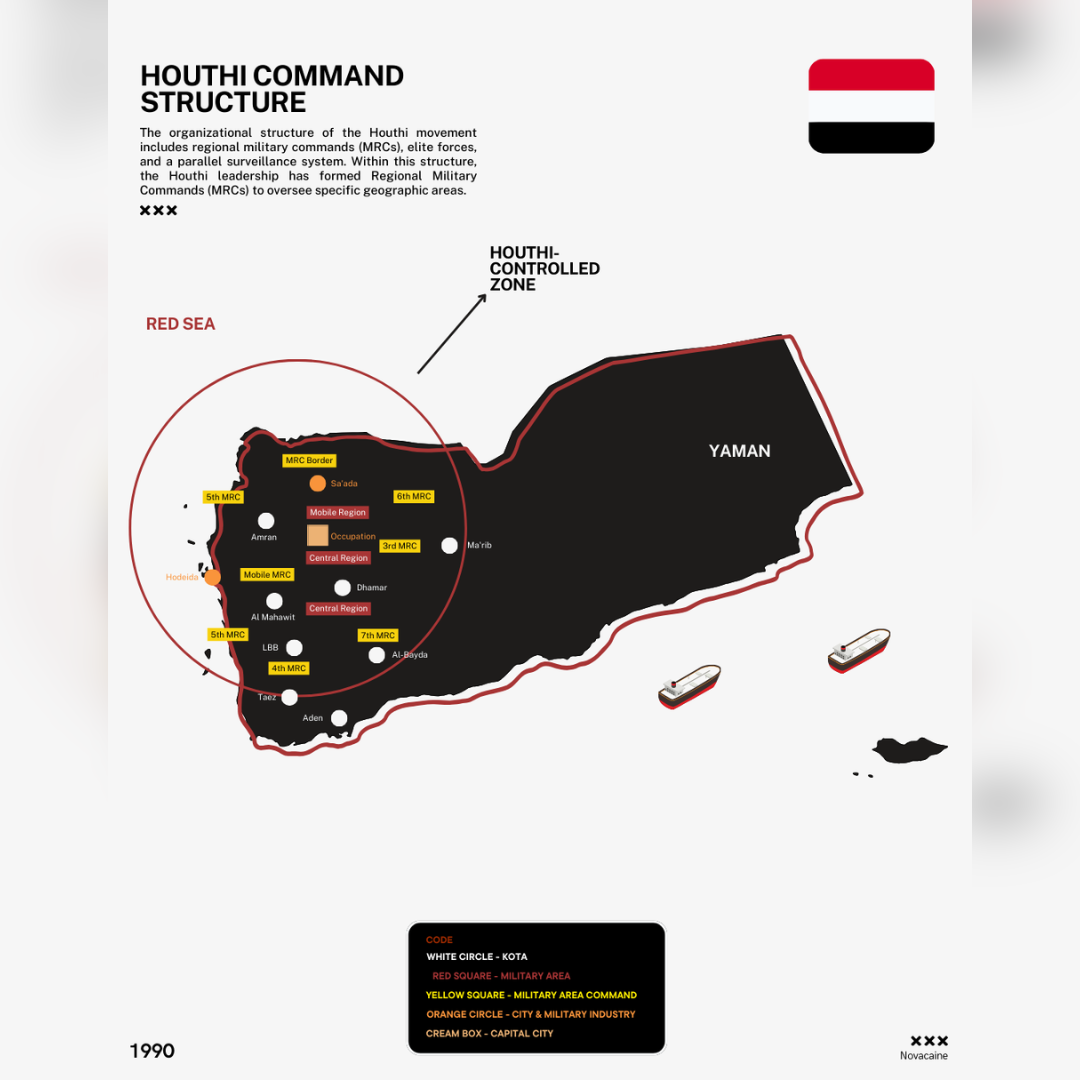 HOUTHI COMMAND
STRUCTURE
The organizational structure of the Houthi movement
includes regional military commands (MRCs), elite forces,
and a parallel surveillance system. Within this structure,
the Houthi leadership has formed Regional Military
Commands (MRCs) to oversee specific geographic areas.
HOUTHI-
CONTROLLED
ZONE
RED SEA
YAMAN
MRC Border
Sa'ada
5th MRC
6th MRC
Mobile Region
Amran
Occupation
3rd MRC
Ma'rib
Central Region
Hodeida
Mobile MRC
Dhamar
Central Region
Al Mahawit
5th MRC
7th MRC
LBB
Al-Bayda
4th MRC
Taez
Aden
CODE
WHITE CIRCLE - KOTA
RED SQUARE - MILITARY AREA
YELLOW SQUARE - MILITARY AREA COMMAND
ORANGE CIRCLE - CITY & MILITARY INDUSTRY
CREAM BOX - CAPITAL CITY
1990
Novacaine